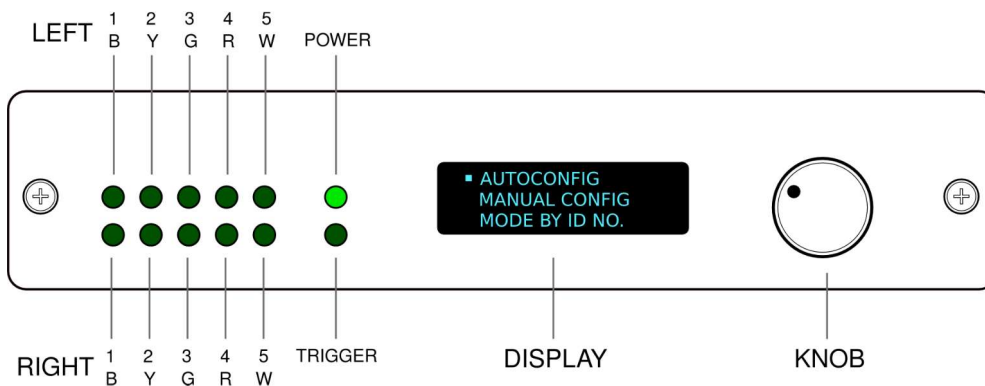 LEFT
1 2 3 4 5
B Y G R W
POWER
▪ AUTOCONFIG
MANUAL CONFIG
MODE BY ID NO.
RIGHT
1 2 3 4 5
B Y G R W
TRIGGER
DISPLAY
KNOB